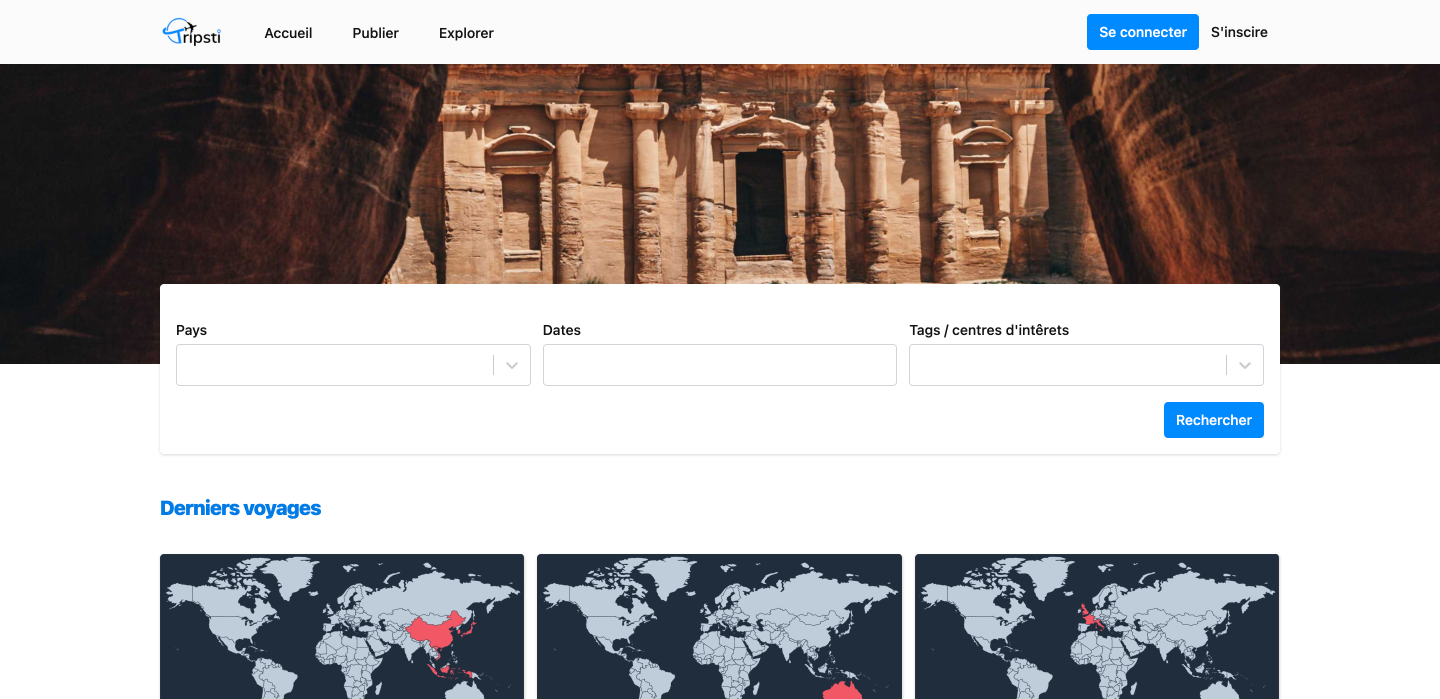 Tripsti
Accueil
Publier
Explorer
Se connecter
S'inscire
Pays
Dates
Tags / centres d'intêrets
Rechercher
Derniers voyages